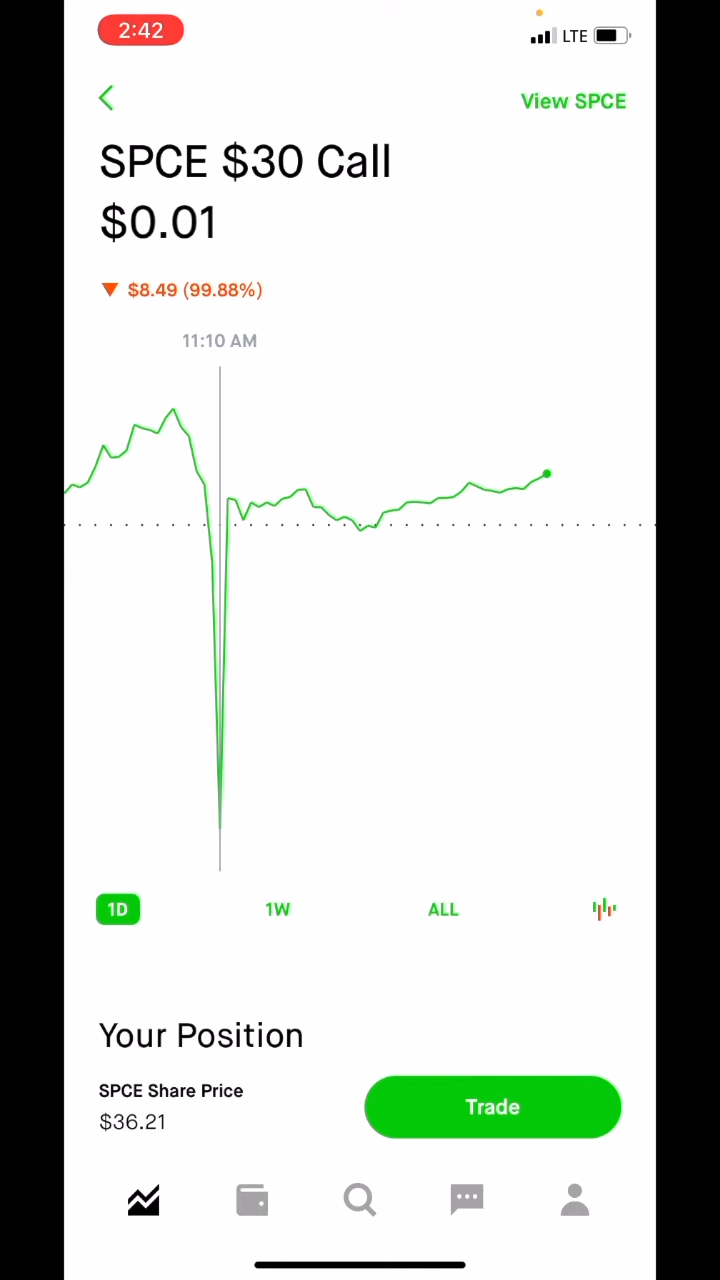 2:42
LTE
View SPCE
SPCE $30 Call
$0.01
▼ $8.49 (99.88%)
11:10 AM
1D 1W ALL
Your Position
SPCE Share Price
$36.21
Trade